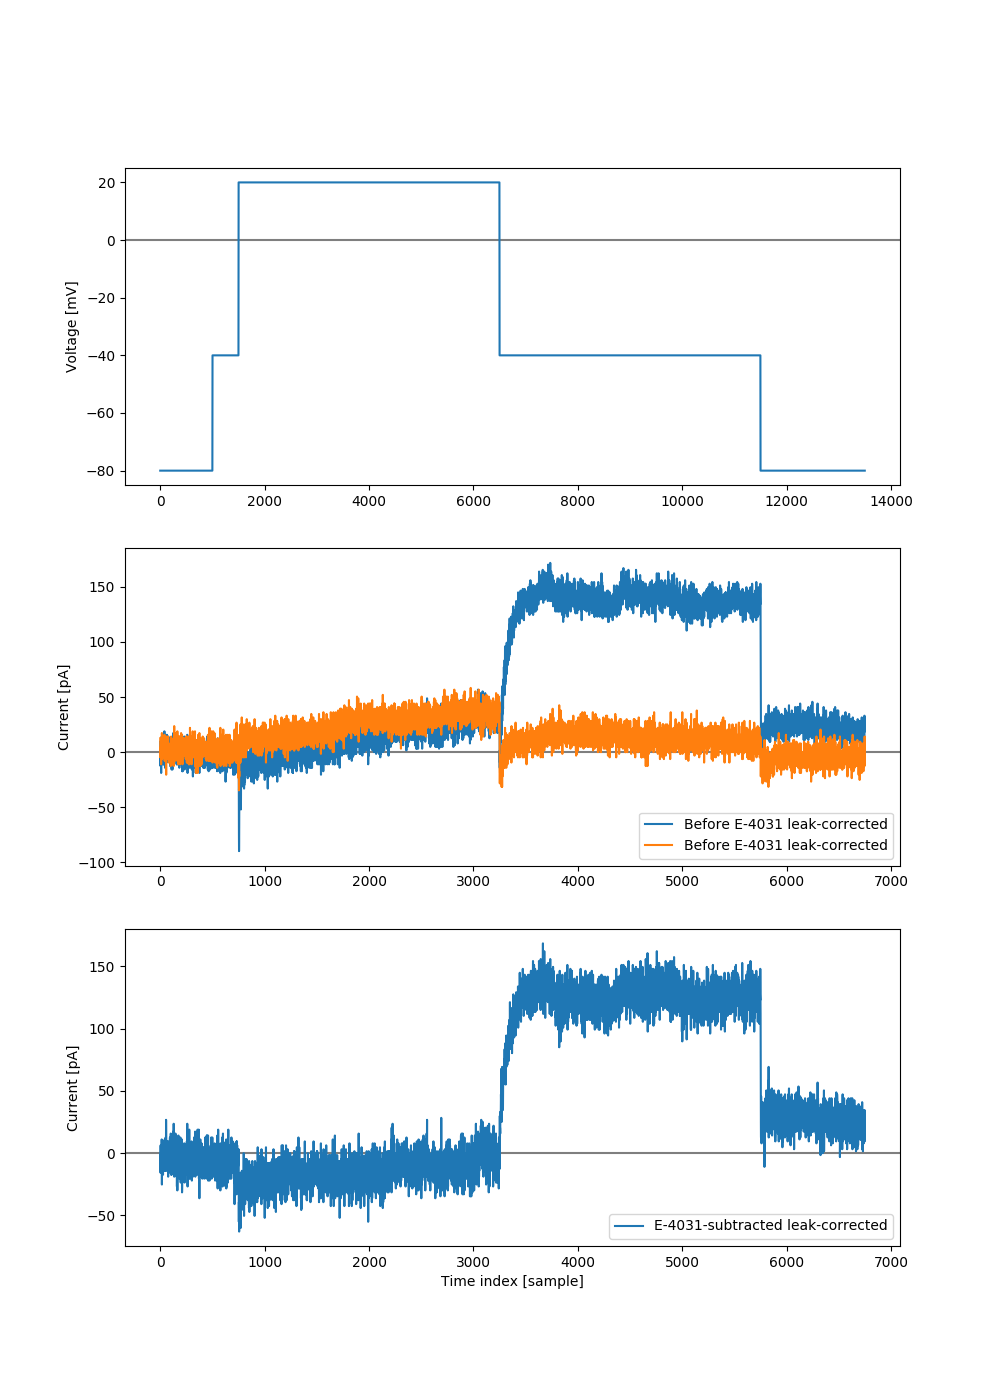 20
0
−20
−40
−60
−80
Voltage [mV]
0 2000 4000 6000 8000 10000 12000 14000
150
100
50
0
−50
−100
Current [pA]
Before E-4031 leak-corrected
Before E-4031 leak-corrected
0 1000 2000 3000 4000 5000 6000 7000
150
100
50
0
−50
Current [pA]
E-4031-subtracted leak-corrected
0 1000 2000 3000 4000 5000 6000 7000
Time index [sample]